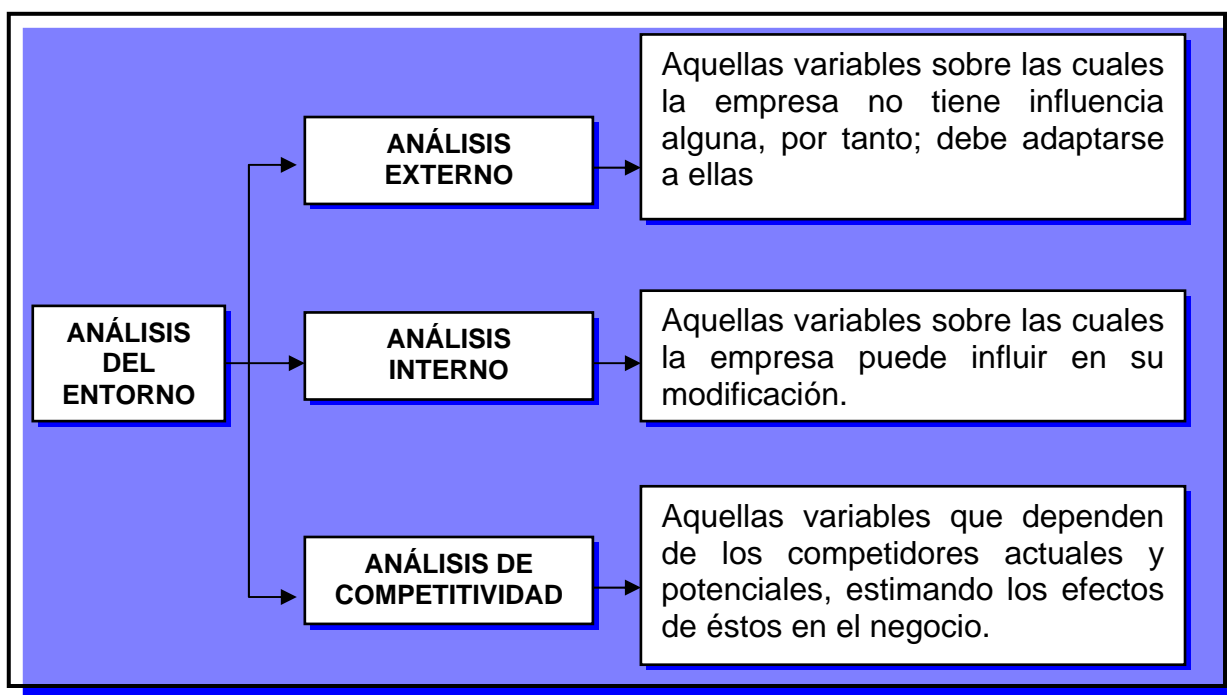 ANÁLISIS
DEL
ENTORNO
ANÁLISIS
EXTERNO
Aquellas variables sobre las cuales
la empresa no tiene influencia
alguna, por tanto; debe adaptarse
a ellas
ANÁLISIS
INTERNO
Aquellas variables sobre las cuales
la empresa puede influir en su
modificación.
ANÁLISIS DE
COMPETITIVIDAD
Aquellas variables que dependen
de los competidores actuales y
potenciales, estimando los efectos
de éstos en el negocio.